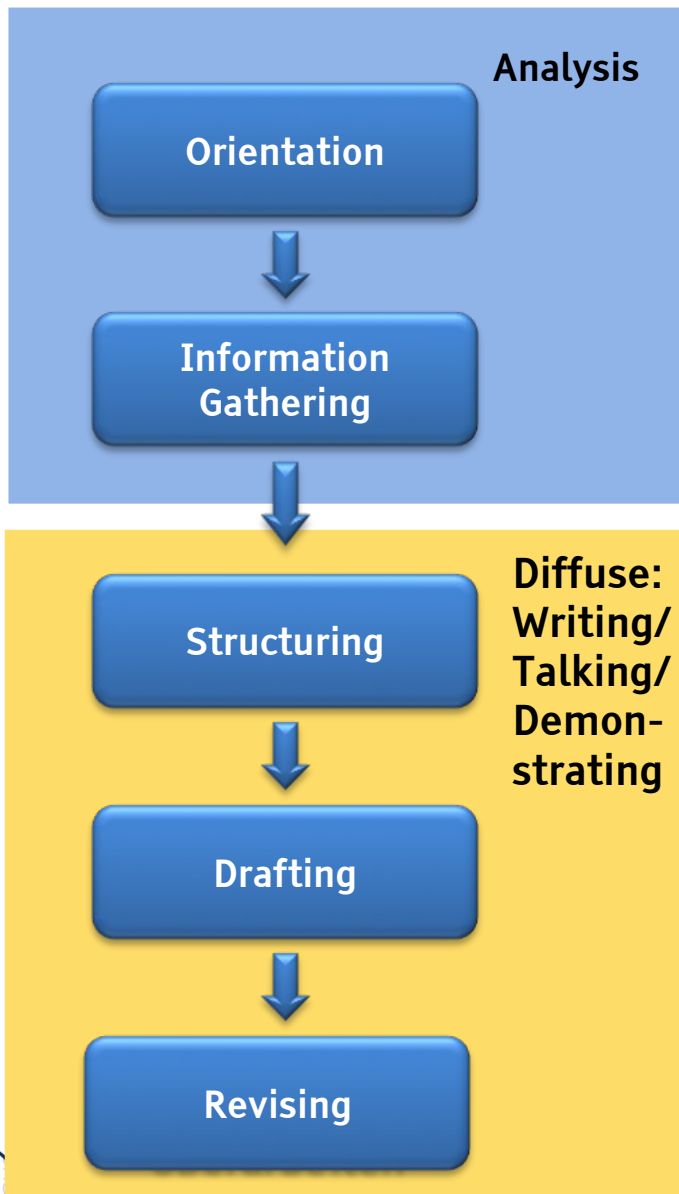 Analysis
Orientation
Information
Gathering
Structuring
Diffuse:
Writing/
Talking/
Demon-
strating
Drafting
Revising